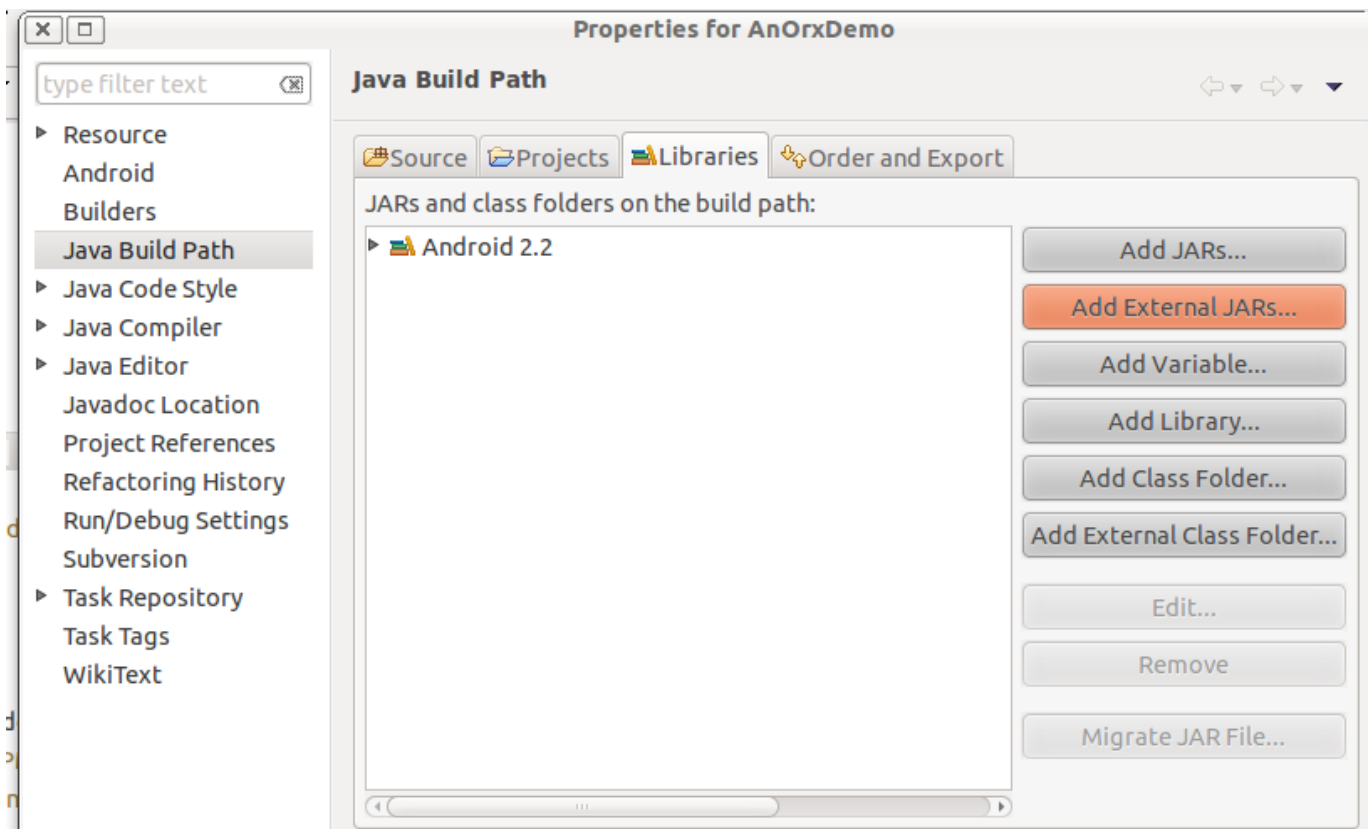 Properties for AnOrxDemo
type filter text
Resource
Android
Builders
Java Build Path
Java Code Style
Java Compiler
Java Editor
Javadoc Location
Project References
Refactoring History
Run/Debug Settings
Subversion
Task Repository
Task Tags
WikiText
Java Build Path
Source Projects Libraries Order and Export
JARs and class folders on the build path:
Android 2.2
Add JARs...
Add External JARs...
Add Variable...
Add Library...
Add Class Folder...
Add External Class Folder...
Edit...
Remove
Migrate JAR File...